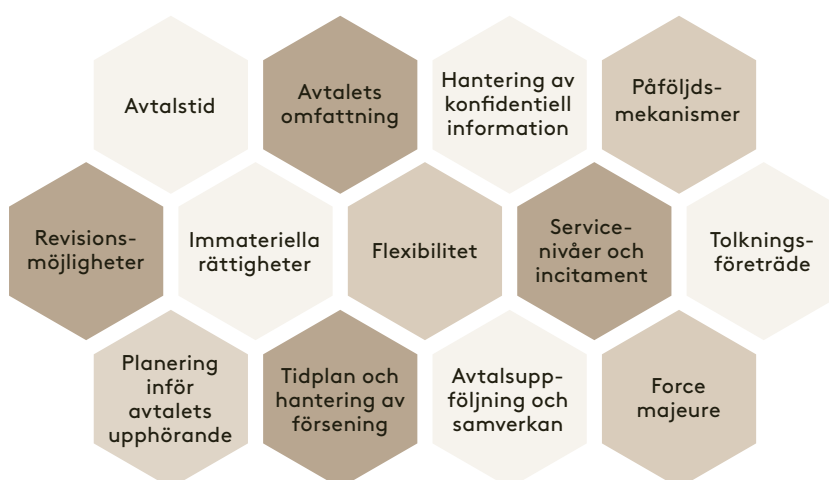 Avtalstid
Avtalets
omfattning
Hantering av
konfidentiell
information
Påföljds-
mekanismer
Revisions-
möjligheter
Immateriella
rättigheter
Flexibilitet
Service-
nivåer och
incitament
Tolknings-
företräde
Planering
inför
avtalets
upphörande
Tidplan och
hantering av
försening
Avtalsupp-
följning och
samverkan
Force
majeure